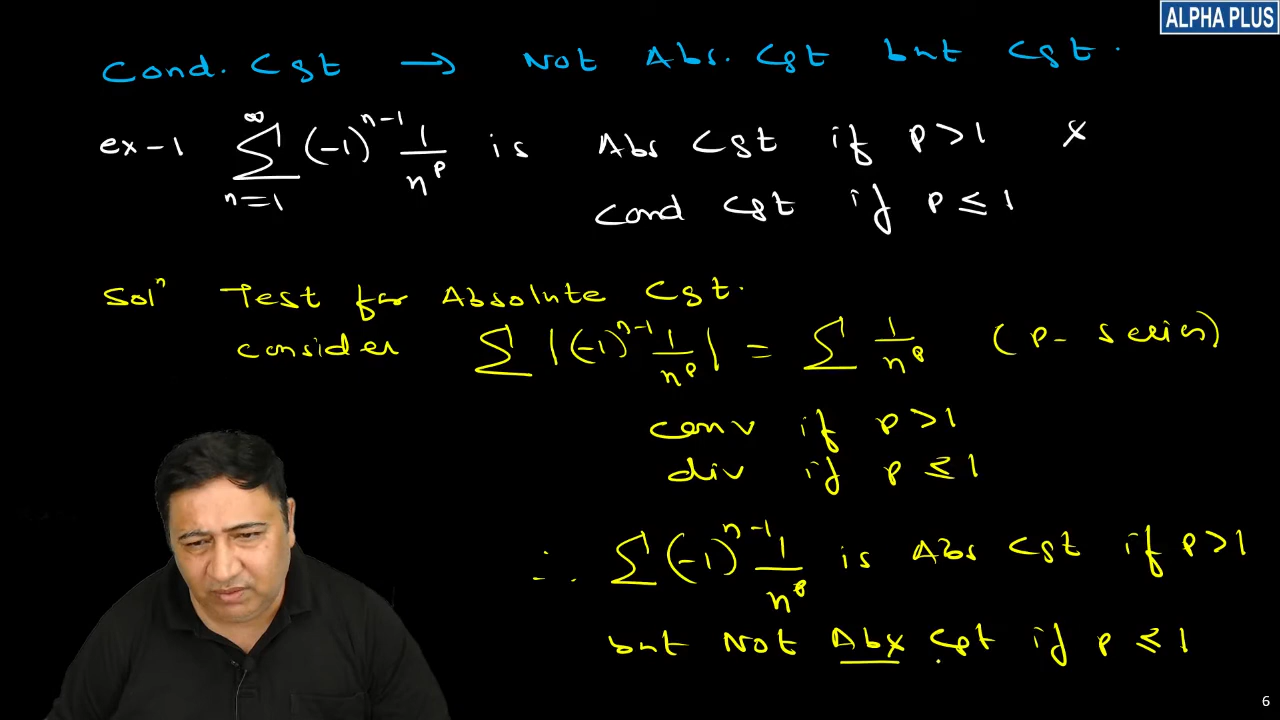 ALPHA PLUS
Cond. Cgt → Not Abs. Cgt but Cgt.
ex-1 ∑_{n=1}^{∞} (-1)^{n-1} 1/n^p is Abs Cgt if p>1 x
Cond Cgt if p ≤ 1
Solⁿ Test for Absolute Cgt.
consider ∑ |(-1)^{n-1} 1/n^p| = ∑ 1/n^p (p- series)
conv if p>1
div if p ≤ 1
∴ ∑ (-1)^{n-1} 1/n^p is Abs Cgt if p>1
but Not Abs Cgt if p ≤ 1
6